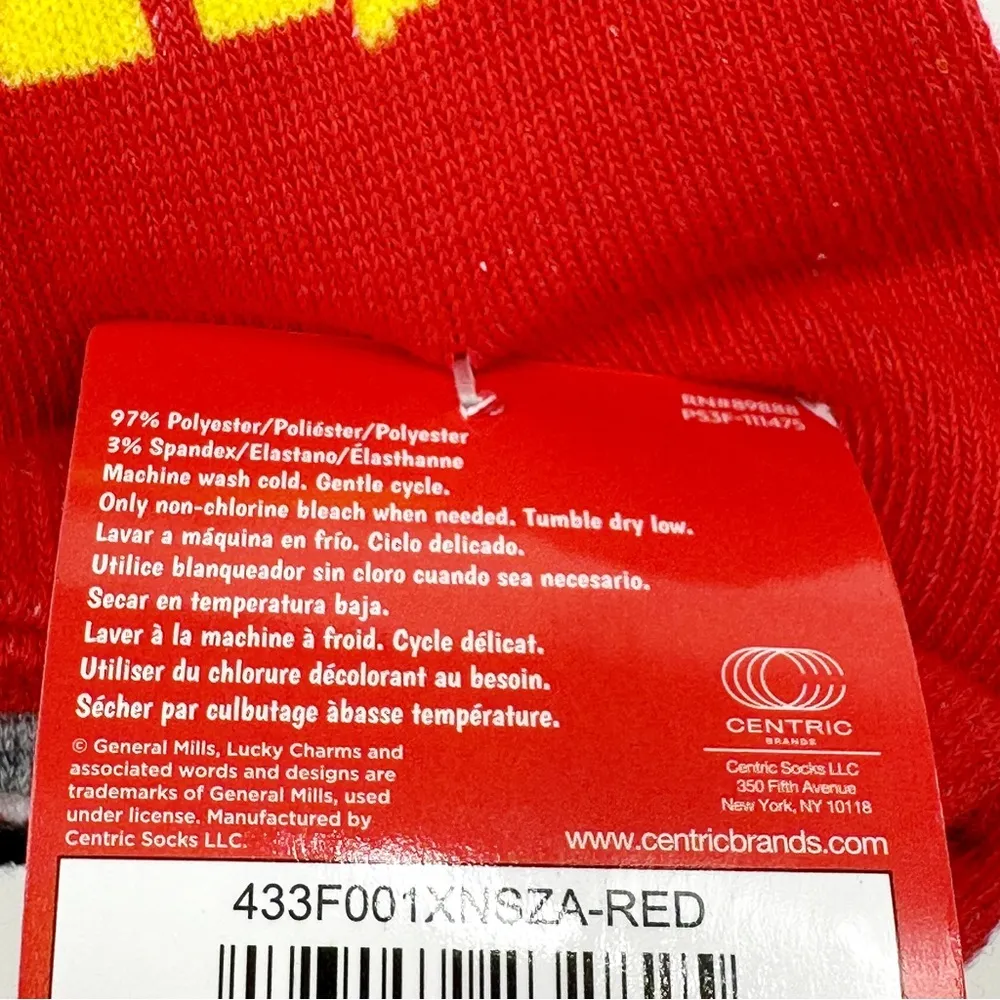 RN#89888
PS3F-111475
97% Polyester/Poliéster/Polyester
3% Spandex/Elastano/Élasthanne
Machine wash cold. Gentle cycle.
Only non-chlorine bleach when needed. Tumble dry low.
Lavar a máquina en frío. Ciclo delicado.
Utilice blanqueador sin cloro cuando sea necesario.
Secar en temperatura baja.
Laver à la machine à froid. Cycle délicat.
Utiliser du chlorure décolorant au besoin.
Sécher par culbutage àbasse température.
© General Mills, Lucky Charms and
associated words and designs are
trademarks of General Mills, used
under license. Manufactured by
Centric Socks LLC.
CENTRIC
BRANDS
Centric Socks LLC
350 Fifth Avenue
New York, NY 10118
www.centricbrands.com
433F001XNSZA-RED